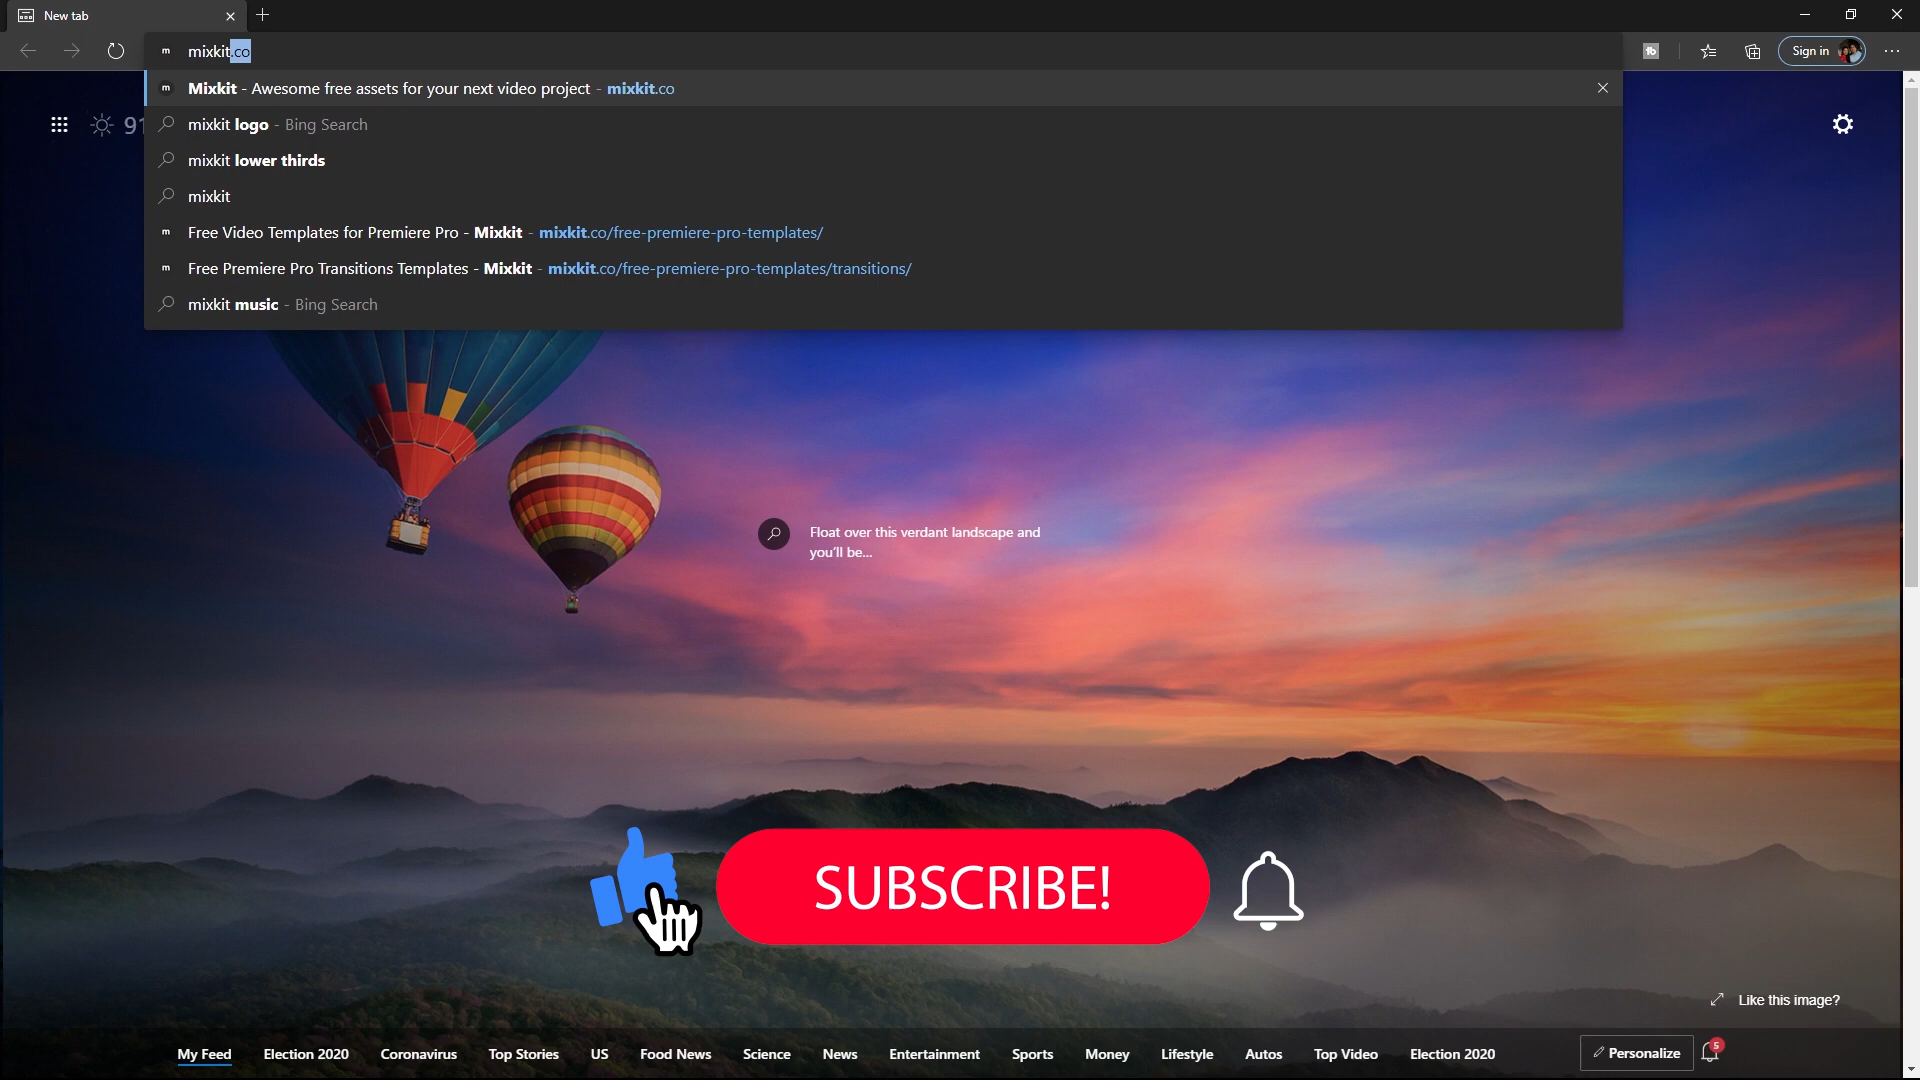 New tab
mixkit.co
Sign in
Mixkit - Awesome free assets for your next video project - mixkit.co
91
mixkit logo - Bing Search
mixkit lower thirds
mixkit
Free Video Templates for Premiere Pro - Mixkit - mixkit.co/free-premiere-pro-templates/
Free Premiere Pro Transitions Templates - Mixkit - mixkit.co/free-premiere-pro-templates/transitions/
mixkit music - Bing Search
Float over this verdant landscape and
you'll be...
SUBSCRIBE!
Like this image?
My Feed Election 2020 Coronavirus Top Stories US Food News Science News Entertainment Sports Money Lifestyle Autos Top Video Election 2020 Personalize 5